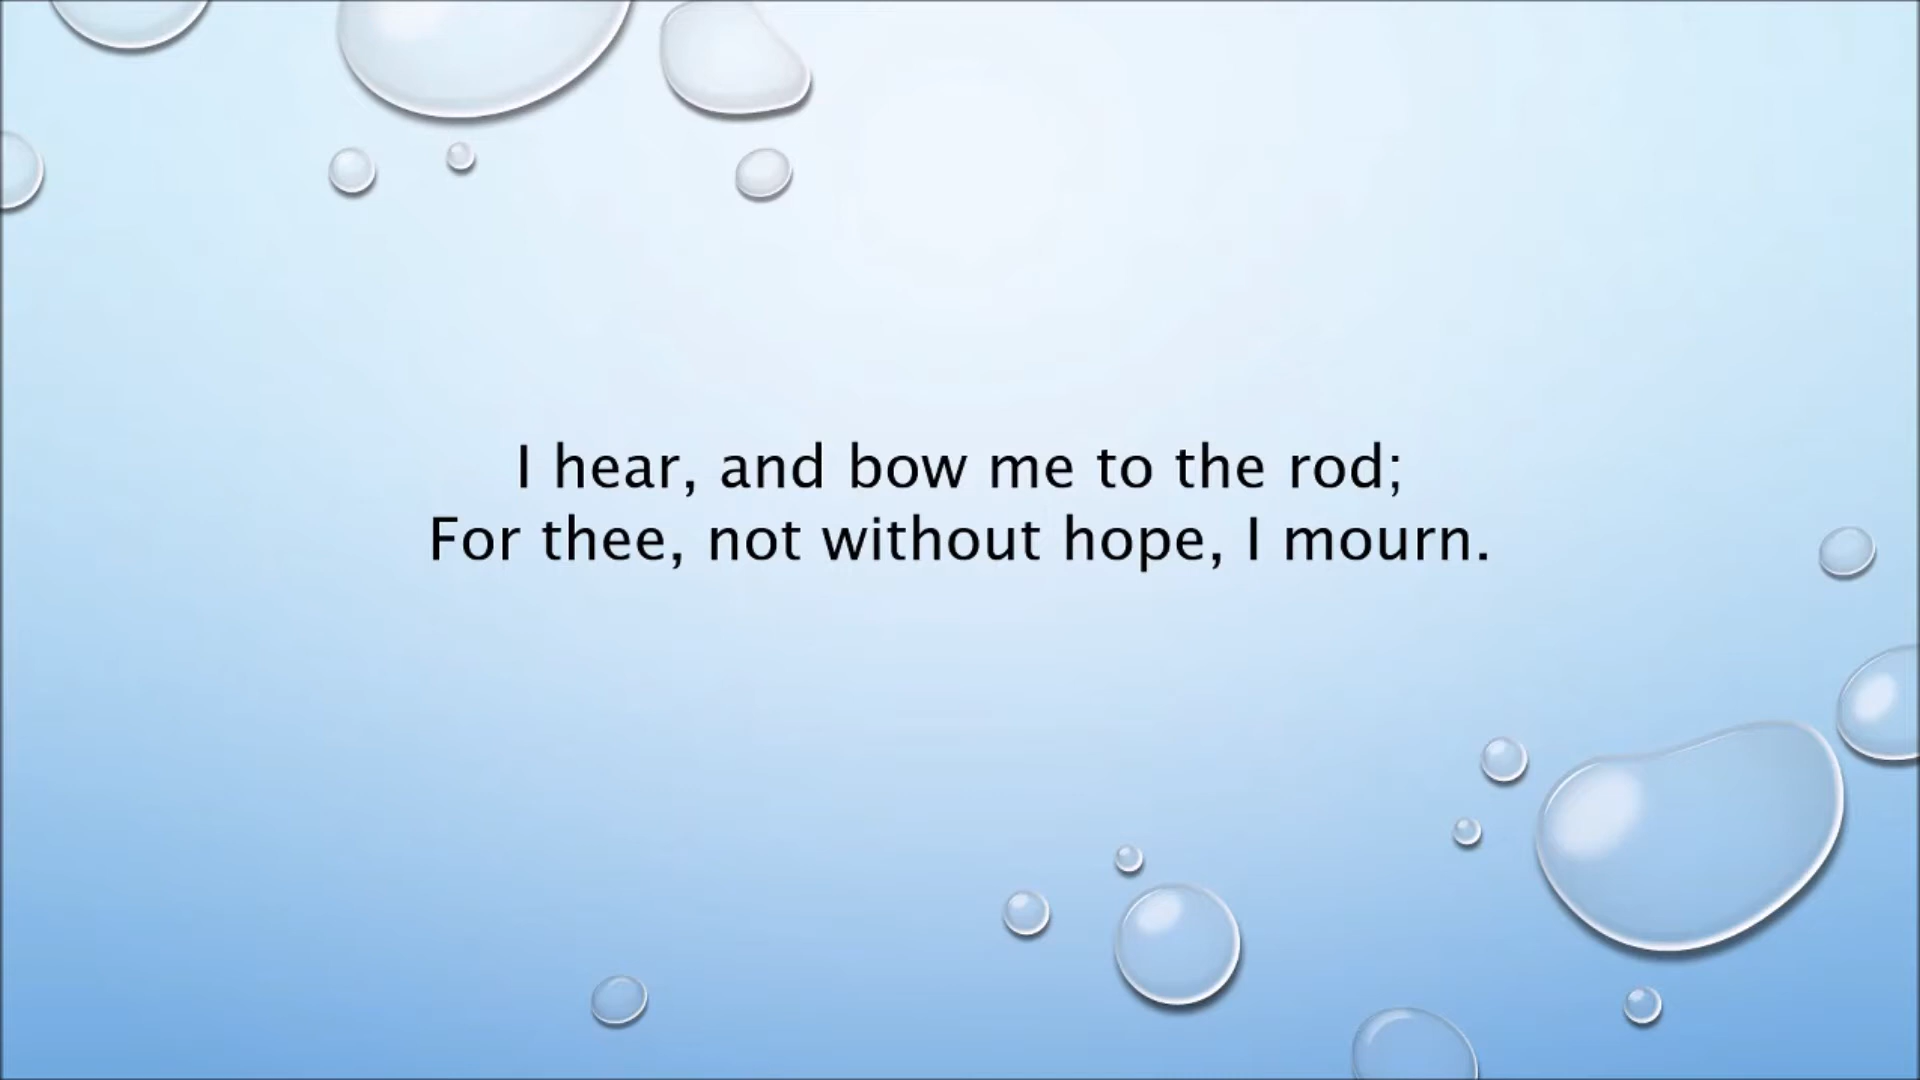 I hear, and bow me to the rod;
For thee, not without hope, I mourn.